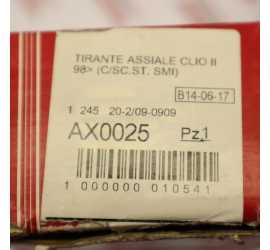 TIRANTE ASSIALE CLIO II
98> (C/SC.ST. SMI)
B14-06-17
1 245 20-2/09-0909
AX0025 Pz,1
1 000000 010541